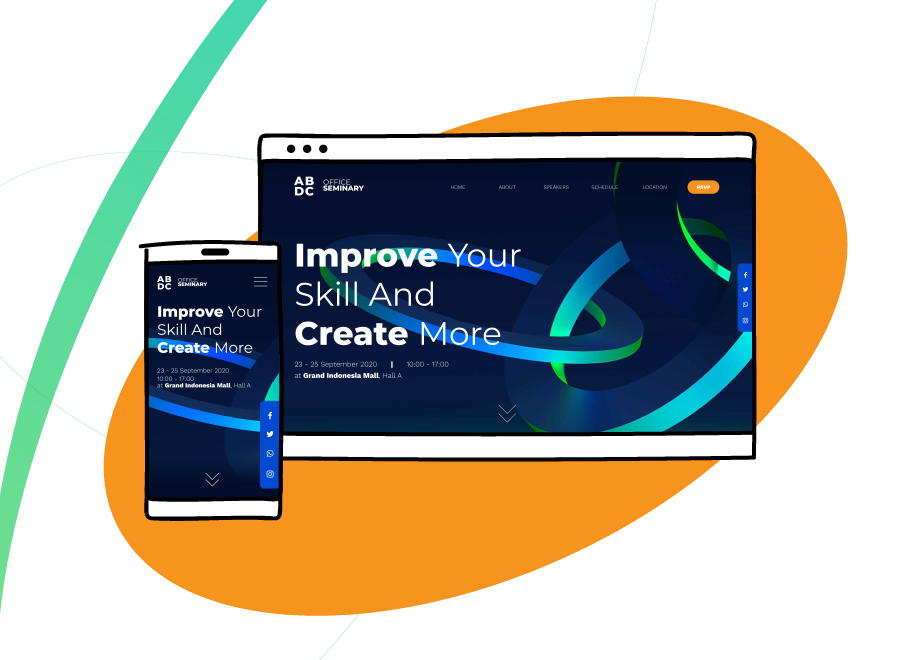 AB
DC
OFFICE
SEMINARY
HOME ABOUT SPEAKERS SCHEDULE LOCATION RSVP
Improve Your
Skill And
Create More
23 - 25 September 2020 | 10:00 - 17:00
at Grand Indonesia Mall, Hall A
AB
DC
OFFICE
SEMINARY
Improve Your
Skill And
Create More
23 - 25 September 2020
10:00 - 17:00
at Grand Indonesia Mall, Hall A